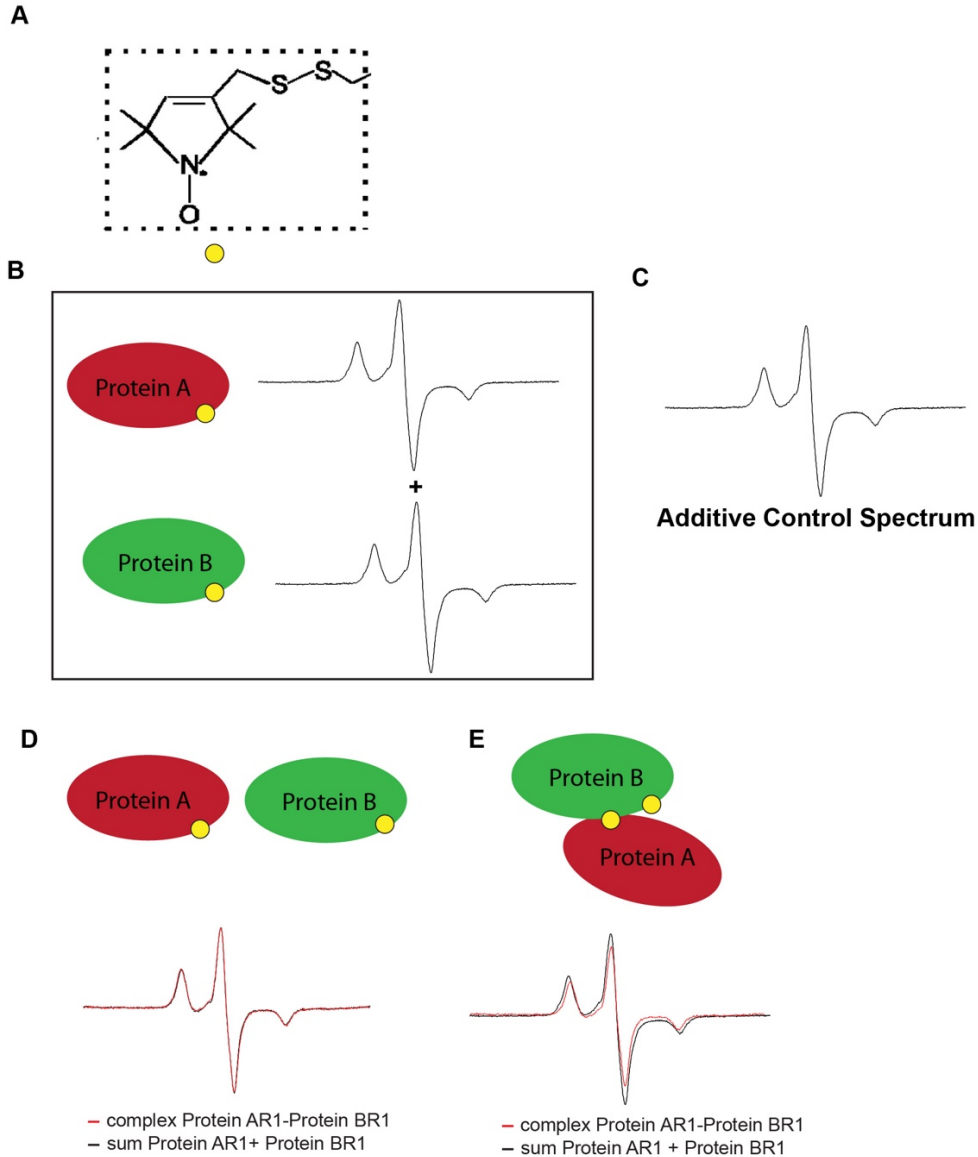 A
S
S
N
O
B
C
Protein A
+
Protein B
Additive Control Spectrum
D
E
Protein A
Protein B
Protein B
Protein A
complex Protein AR1-Protein BR1
sum Protein AR1+ Protein BR1
complex Protein AR1-Protein BR1
sum Protein AR1 + Protein BR1